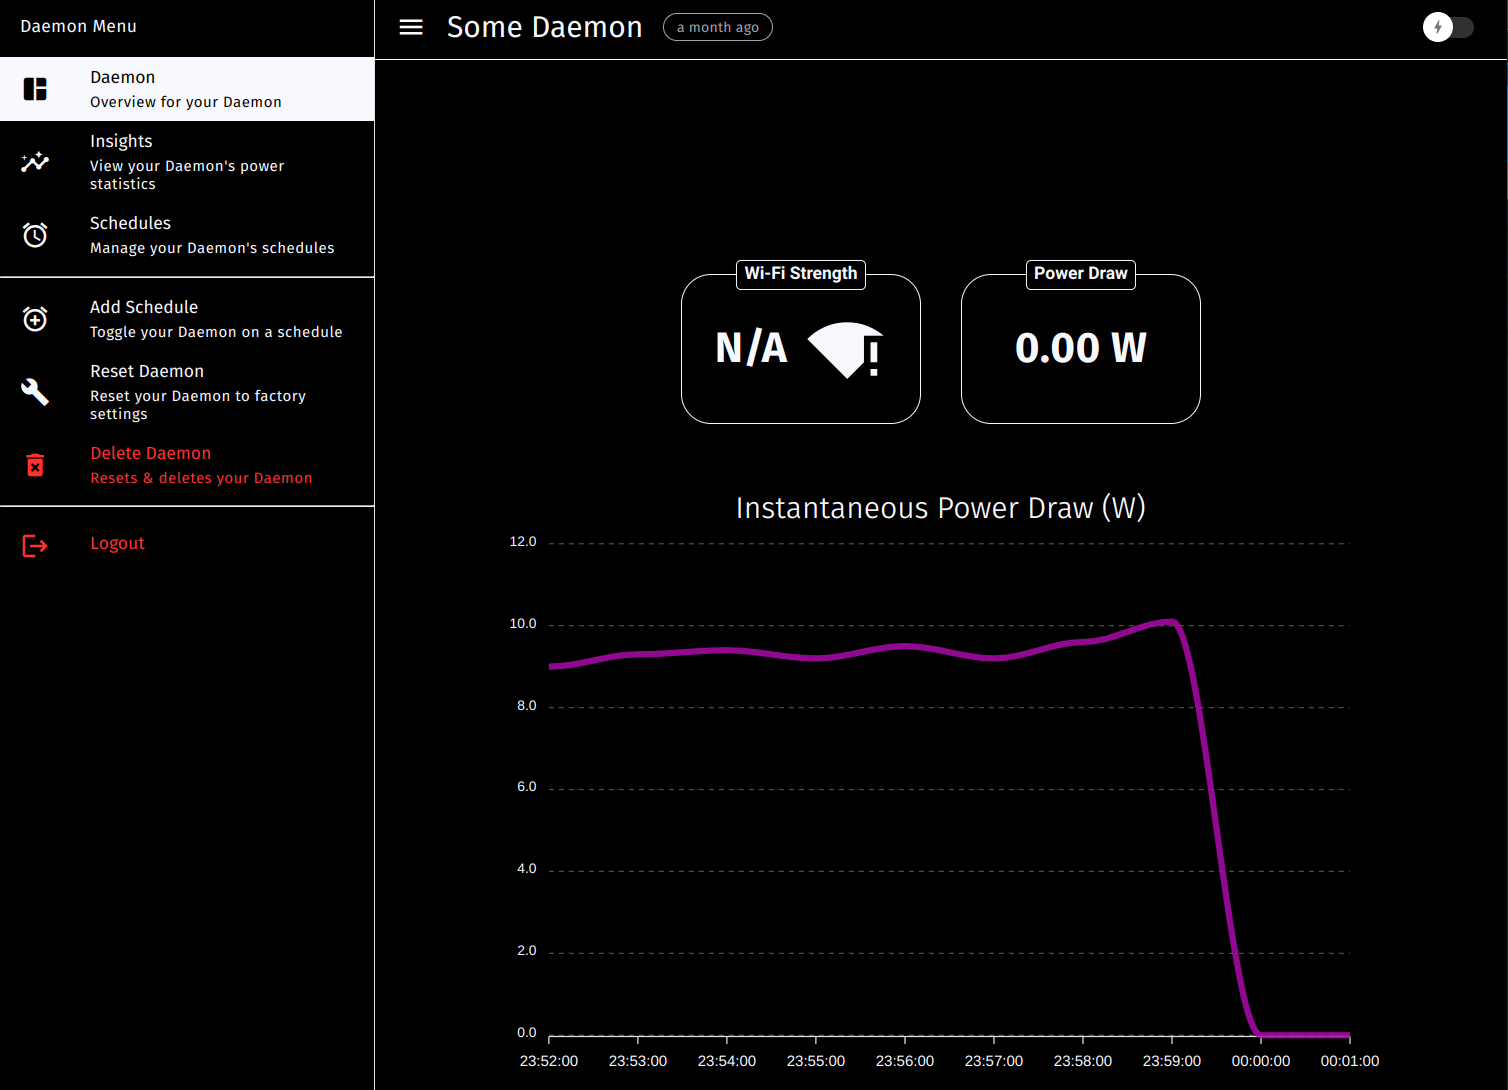 Daemon Menu
Daemon
Overview for your Daemon
Insights
View your Daemon's power
statistics
Schedules
Manage your Daemon's schedules
Add Schedule
Toggle your Daemon on a schedule
Reset Daemon
Reset your Daemon to factory
settings
Delete Daemon
Resets & deletes your Daemon
Logout
Some Daemon a month ago
Wi-Fi Strength
N/A
Power Draw
0.00 W
Instantaneous Power Draw (W)
12.0
10.0
8.0
6.0
4.0
2.0
0.0
23:52:00 23:53:00 23:54:00 23:55:00 23:56:00 23:57:00 23:58:00 23:59:00 00:00:00 00:01:00